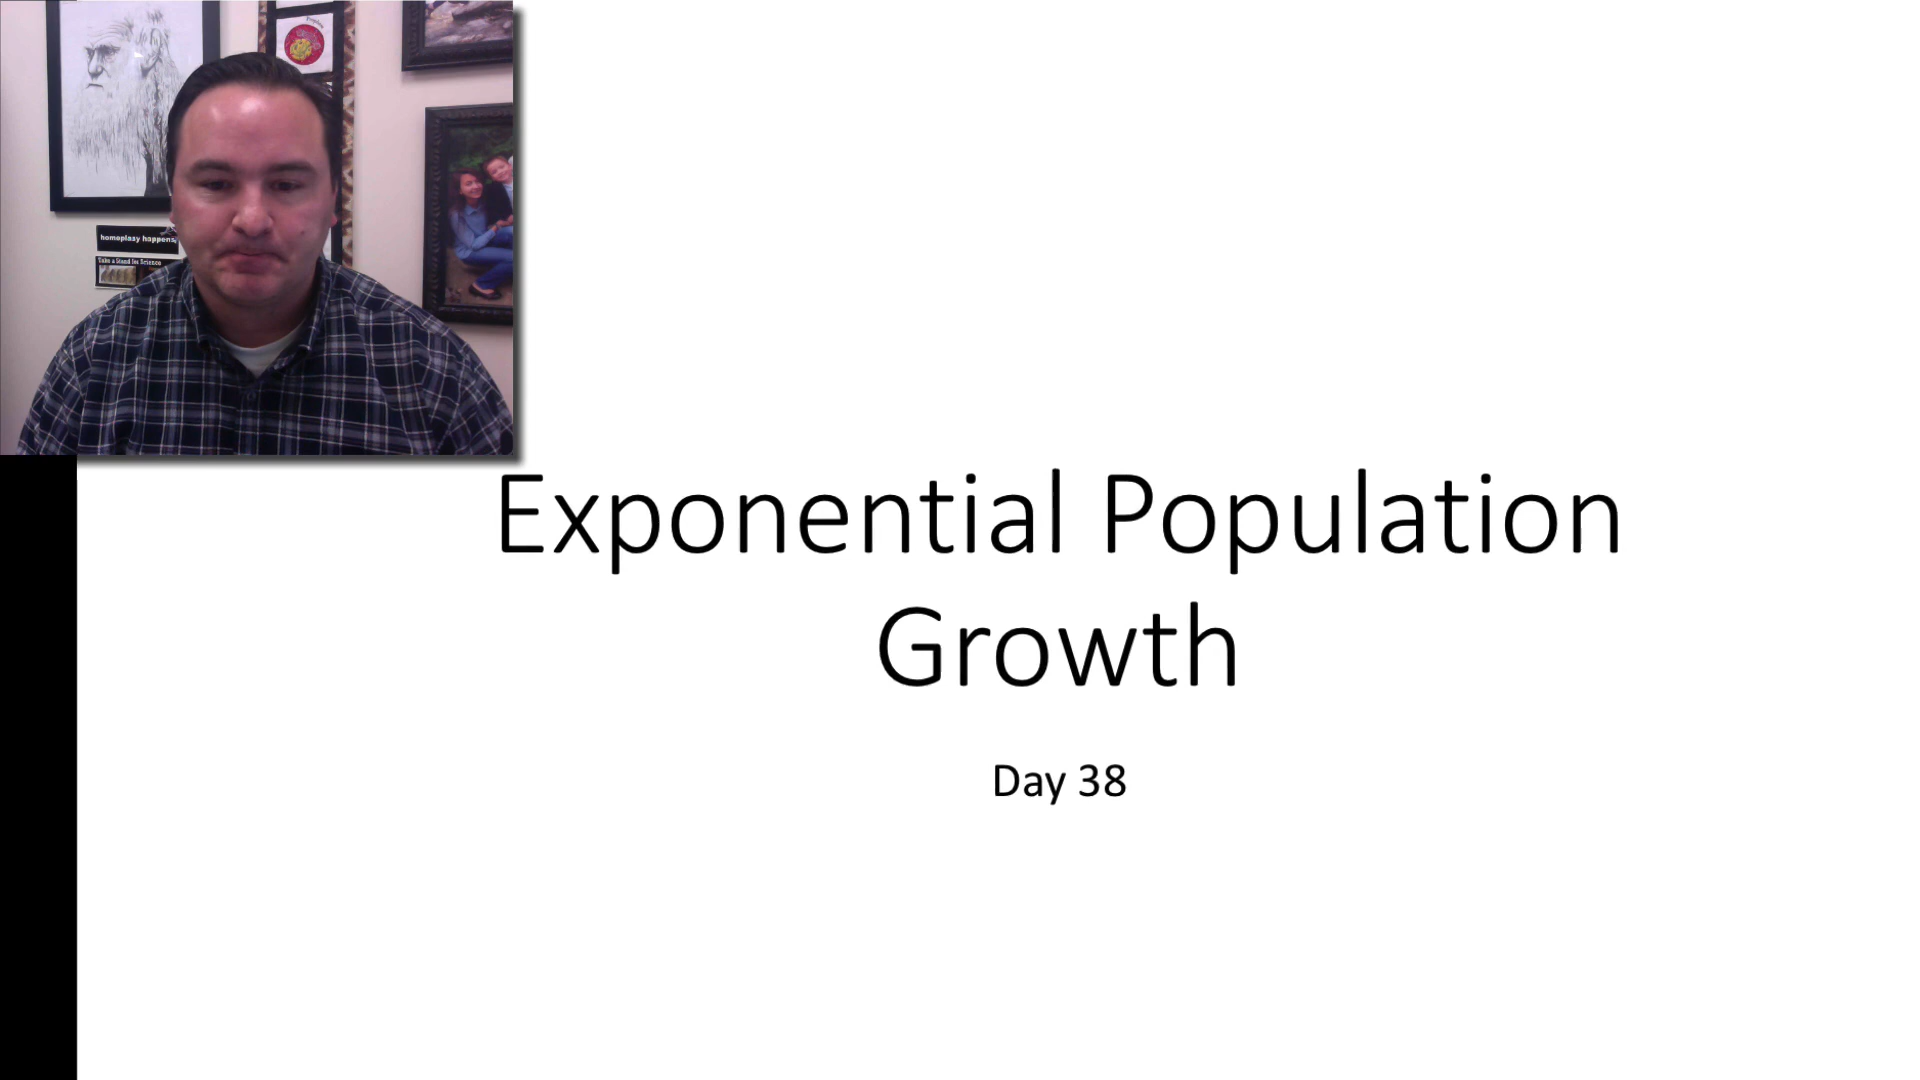 homoplasy happens
Take a Stand for Science
Exponential Population
Growth
Day 38